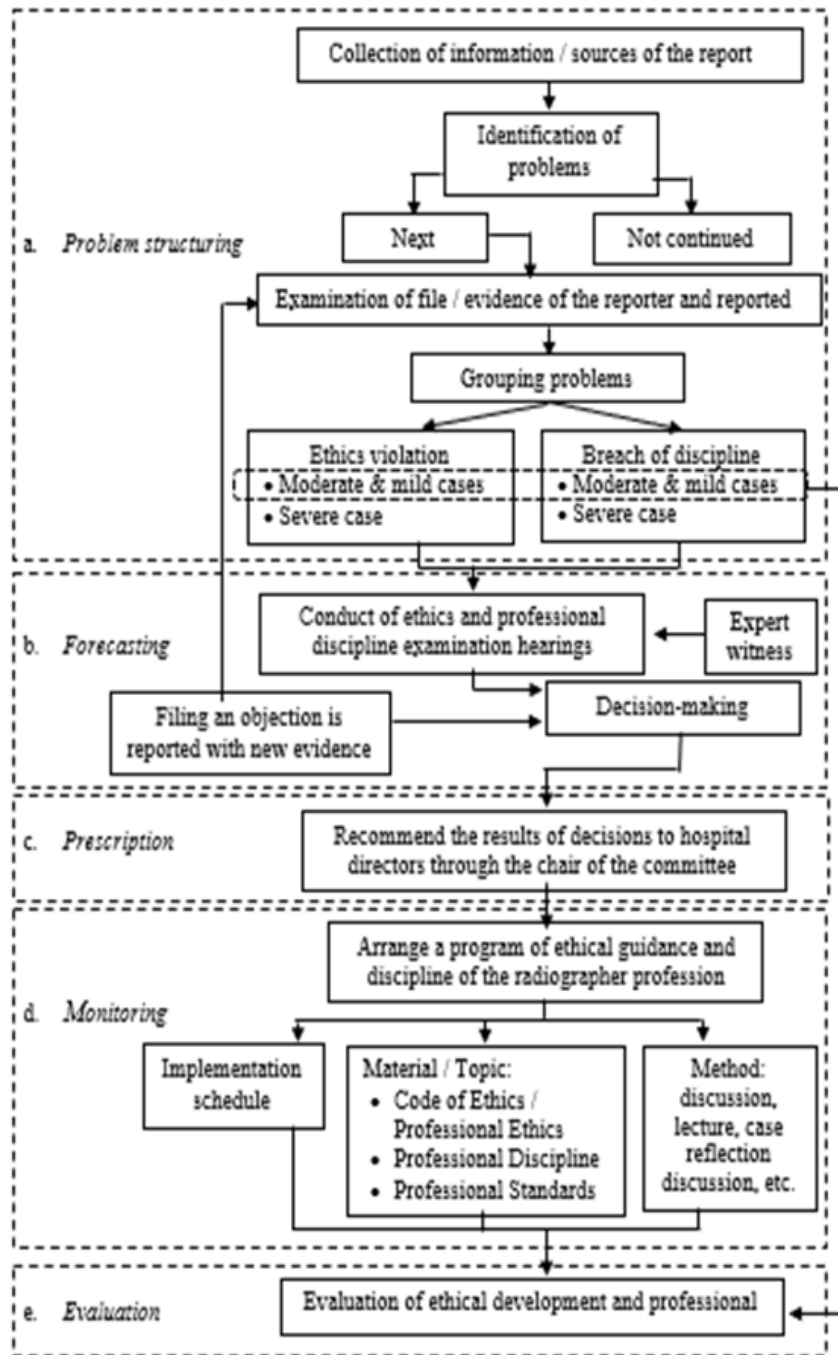 Collection of information / sources of the report
Identification of
problems
Next
Not continued
a. Problem structuring
Examination of file / evidence of the reporter and reported
Grouping problems
Ethics violation
• Moderate & mild cases
• Severe case
Breach of discipline
• Moderate & mild cases
• Severe case
b. Forecasting
Conduct of ethics and professional
discipline examination hearings
Expert
witness
Filing an objection is
reported with new evidence
Decision-making
c. Prescription
Recommend the results of decisions to hospital
directors through the chair of the committee
d. Monitoring
Arrange a program of ethical guidance and
discipline of the radiographer profession
Implementation
schedule
Material / Topic:
• Code of Ethics /
Professional Ethics
• Professional Discipline
• Professional Standards
Method:
discussion,
lecture, case
reflection
discussion, etc.
e. Evaluation
Evaluation of ethical development and professional